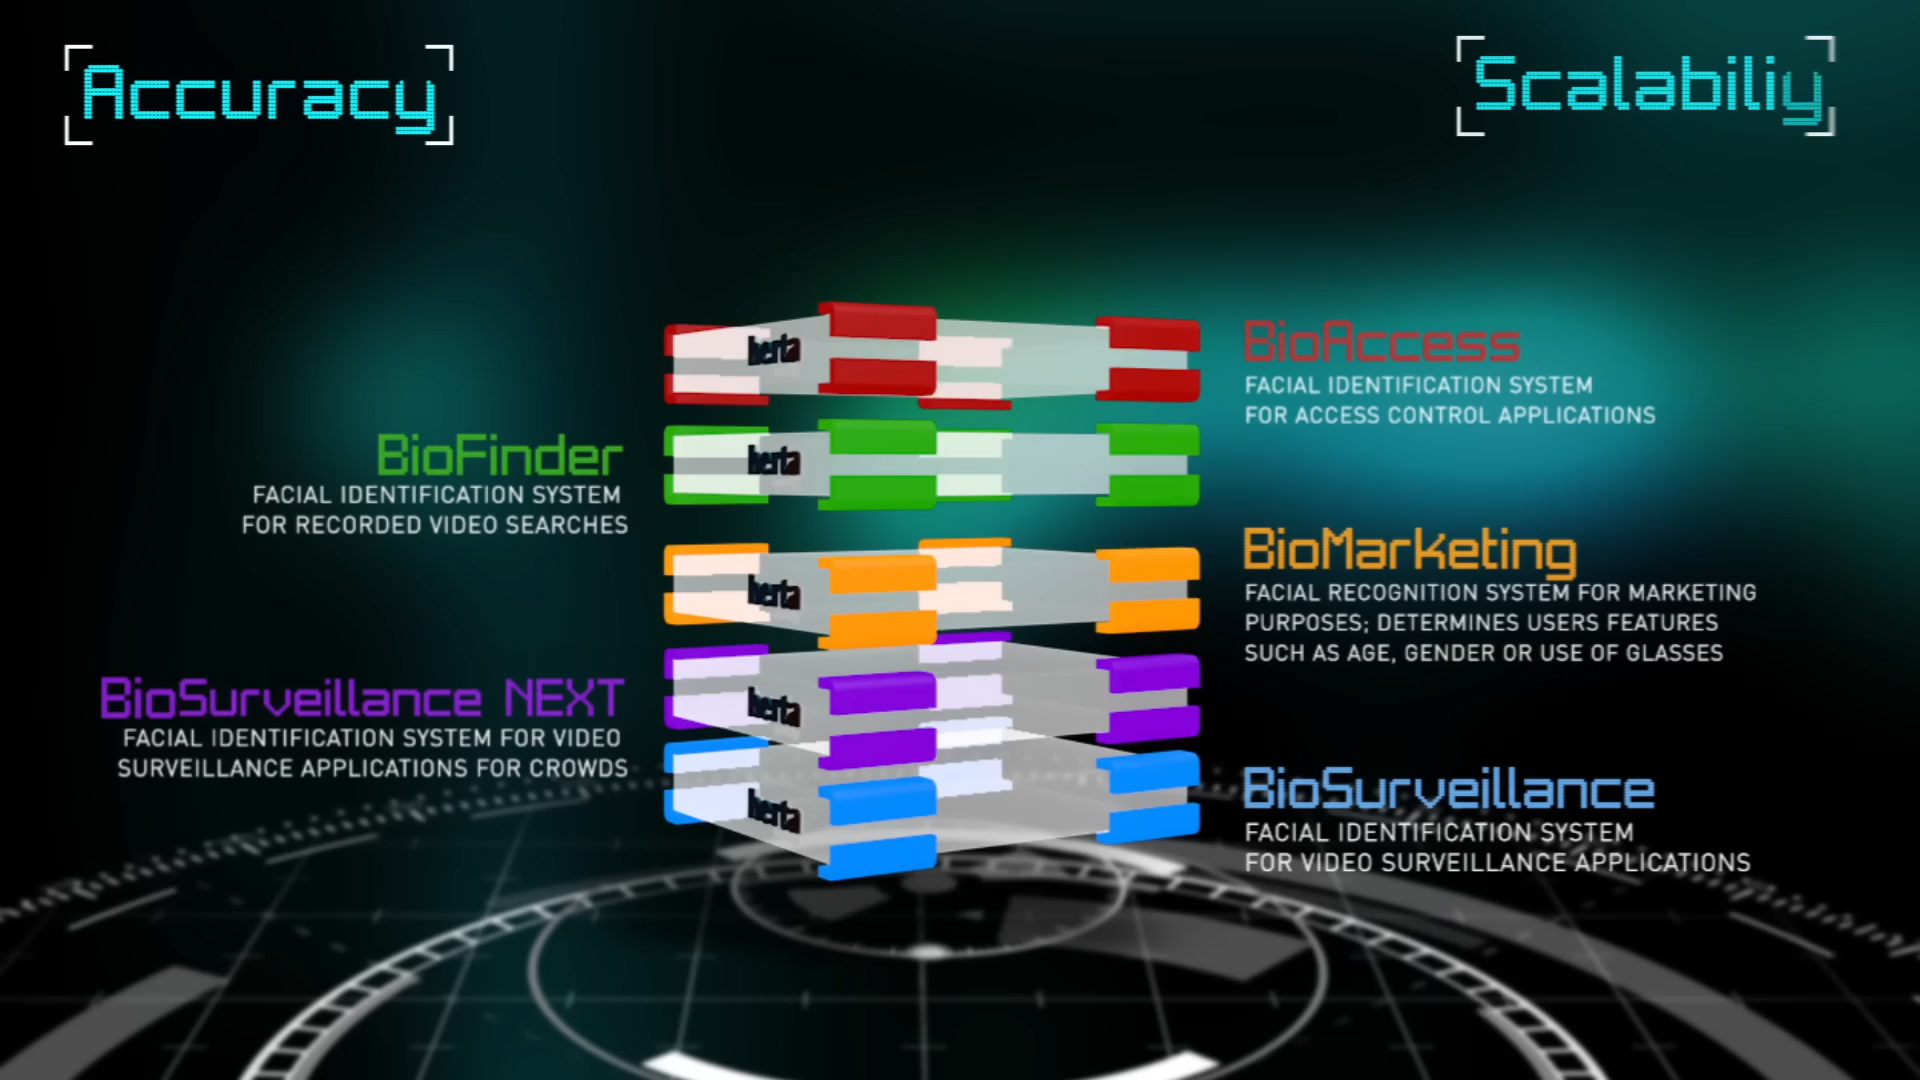 Accuracy
Scalabiliy
herta
BioAccess
FACIAL IDENTIFICATION SYSTEM
FOR ACCESS CONTROL APPLICATIONS
BioFinder
FACIAL IDENTIFICATION SYSTEM
FOR RECORDED VIDEO SEARCHES
herta
BioMarketing
FACIAL RECOGNITION SYSTEM FOR MARKETING
PURPOSES; DETERMINES USERS FEATURES
SUCH AS AGE, GENDER OR USE OF GLASSES
herta
BioSurveillance NEXT
FACIAL IDENTIFICATION SYSTEM FOR VIDEO
SURVEILLANCE APPLICATIONS FOR CROWDS
herta
BioSurveillance
FACIAL IDENTIFICATION SYSTEM
FOR VIDEO SURVEILLANCE APPLICATIONS
herta